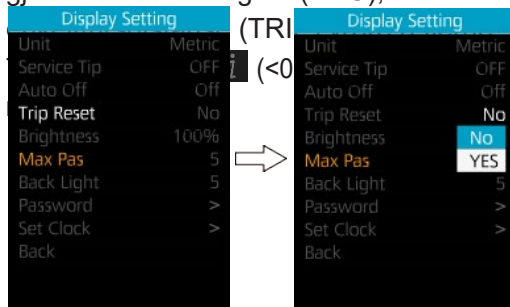 Display Setting
Unit Metric
Service Tip OFF
Auto Off Off
Trip Reset No
Brightness 100%
Max Pas 5
Back Light 5
Password >
Set Clock >
Back
(TRI
i (<0
Display Setting
Unit Metric
Service Tip OFF
Auto Off Off
Trip Reset No
Brightness No
Max Pas YES
Back Light 5
Password >
Set Clock >
Back